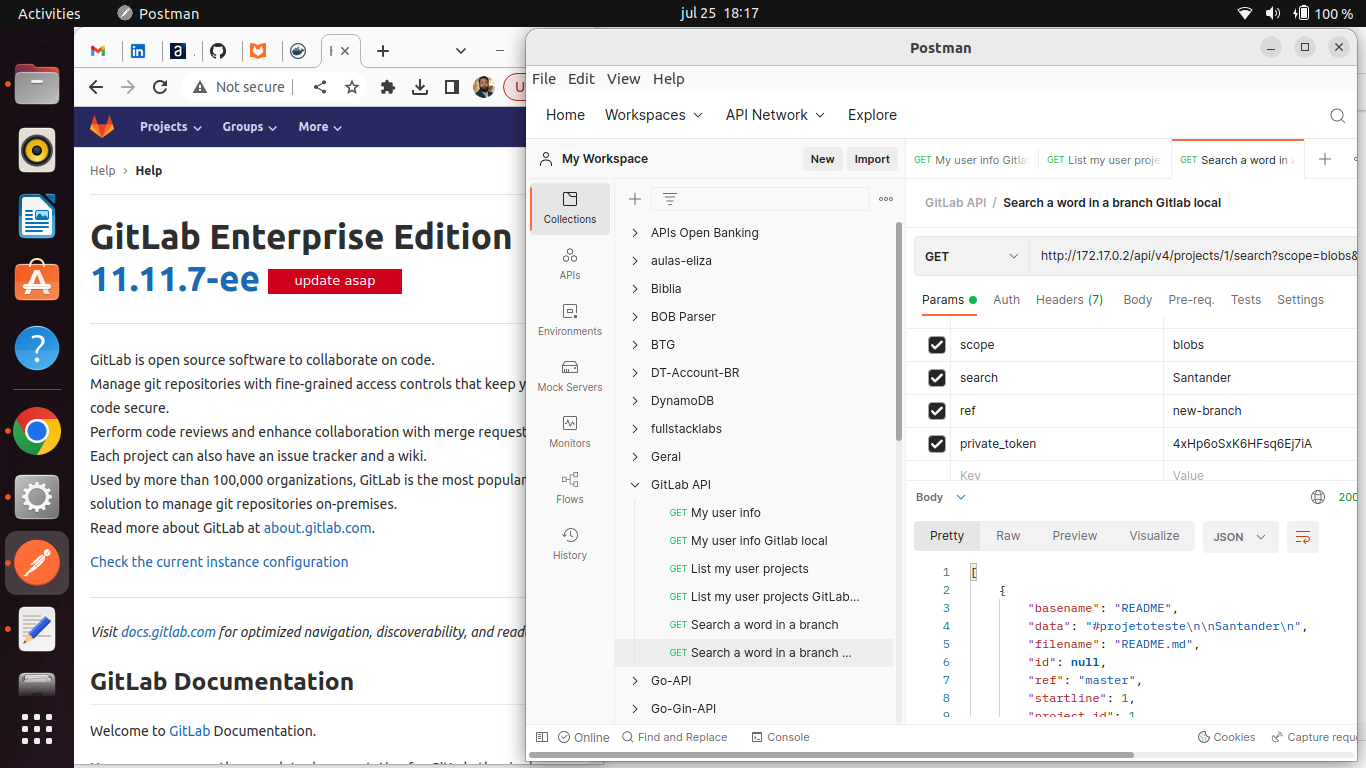 Activities
Postman
jul 25 18:17
100 %
Not secure
Projects
Groups
More
Help › Help
GitLab Enterprise Edition
11.11.7-ee
update asap
GitLab is open source software to collaborate on code.
Manage git repositories with fine-grained access controls that keep
code secure.
Perform code reviews and enhance collaboration with merge request
Each project can also have an issue tracker and a wiki.
Used by more than 100,000 organizations, GitLab is the most popular
solution to manage git repositories on-premises.
Read more about GitLab at about.gitlab.com.
Check the current instance configuration
Visit docs.gitlab.com for optimized navigation, discoverability, and
GitLab Documentation
Welcome to GitLab Documentation.
Postman
File Edit View Help
Home Workspaces API Network Explore
My Workspace
New
Import
Collections
APIs
Environments
Mock Servers
Monitors
Flows
History
APIs Open Banking
aulas-eliza
Biblia
BOB Parser
BTG
DT-Account-BR
DynamoDB
fullstacklabs
Geral
GitLab API
GET My user info
GET My user info Gitlab local
GET List my user projects
GET List my user projects GitLab...
GET Search a word in a branch
GET Search a word in a branch ...
Go-API
Go-Gin-API
GET My user info Gitla
GET List my user proje
GET Search a word in a
GitLab API / Search a word in a branch Gitlab local
GET
http://172.17.0.2/api/v4/projects/1/search?scope=blobs&
Params Auth Headers (7) Body Pre-req. Tests Settings
scope blobs
search Santander
ref new-branch
private_token 4xHp6oSxK6HFsq6Ej7iA
Key Value
Body
200
Pretty Raw Preview Visualize JSON
1 [
2 {
3 "basename": "README",
4 "data": "#projetoteste\n\nSantander\n",
5 "filename": "README.md",
6 "id": null,
7 "ref": "master",
8 "startline": 1,
9 "project_id": 1
Online
Find and Replace
Console
Cookies
Capture reque